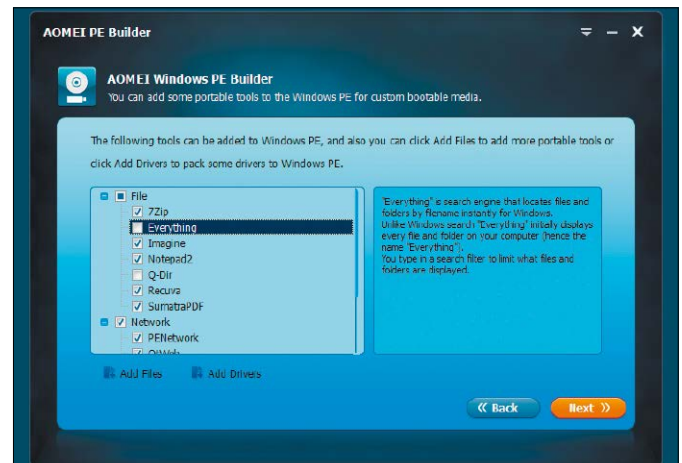 AOMEI PE Builder
AOMEI Windows PE Builder
You can add some portable tools to the Windows PE for custom bootable media.
The following tools can be added to Windows PE, and also you can click Add Files to add more portable tools or
click Add Drivers to pack some drivers to Windows PE.
File
7Zip
Everything
Imagine
Notepad2
Q-Dir
Recuva
SumatraPDF
Network
PENetwork
"Everything" is search engine that locates files and
folders by filename instantly for Windows.
Unlike Windows search "Everything" initially displays
every file and folder on your computer (hence the
name "Everything").
You type in a search filter to limit what files and
folders are displayed.
Add Files
Add Drivers
Back
Next